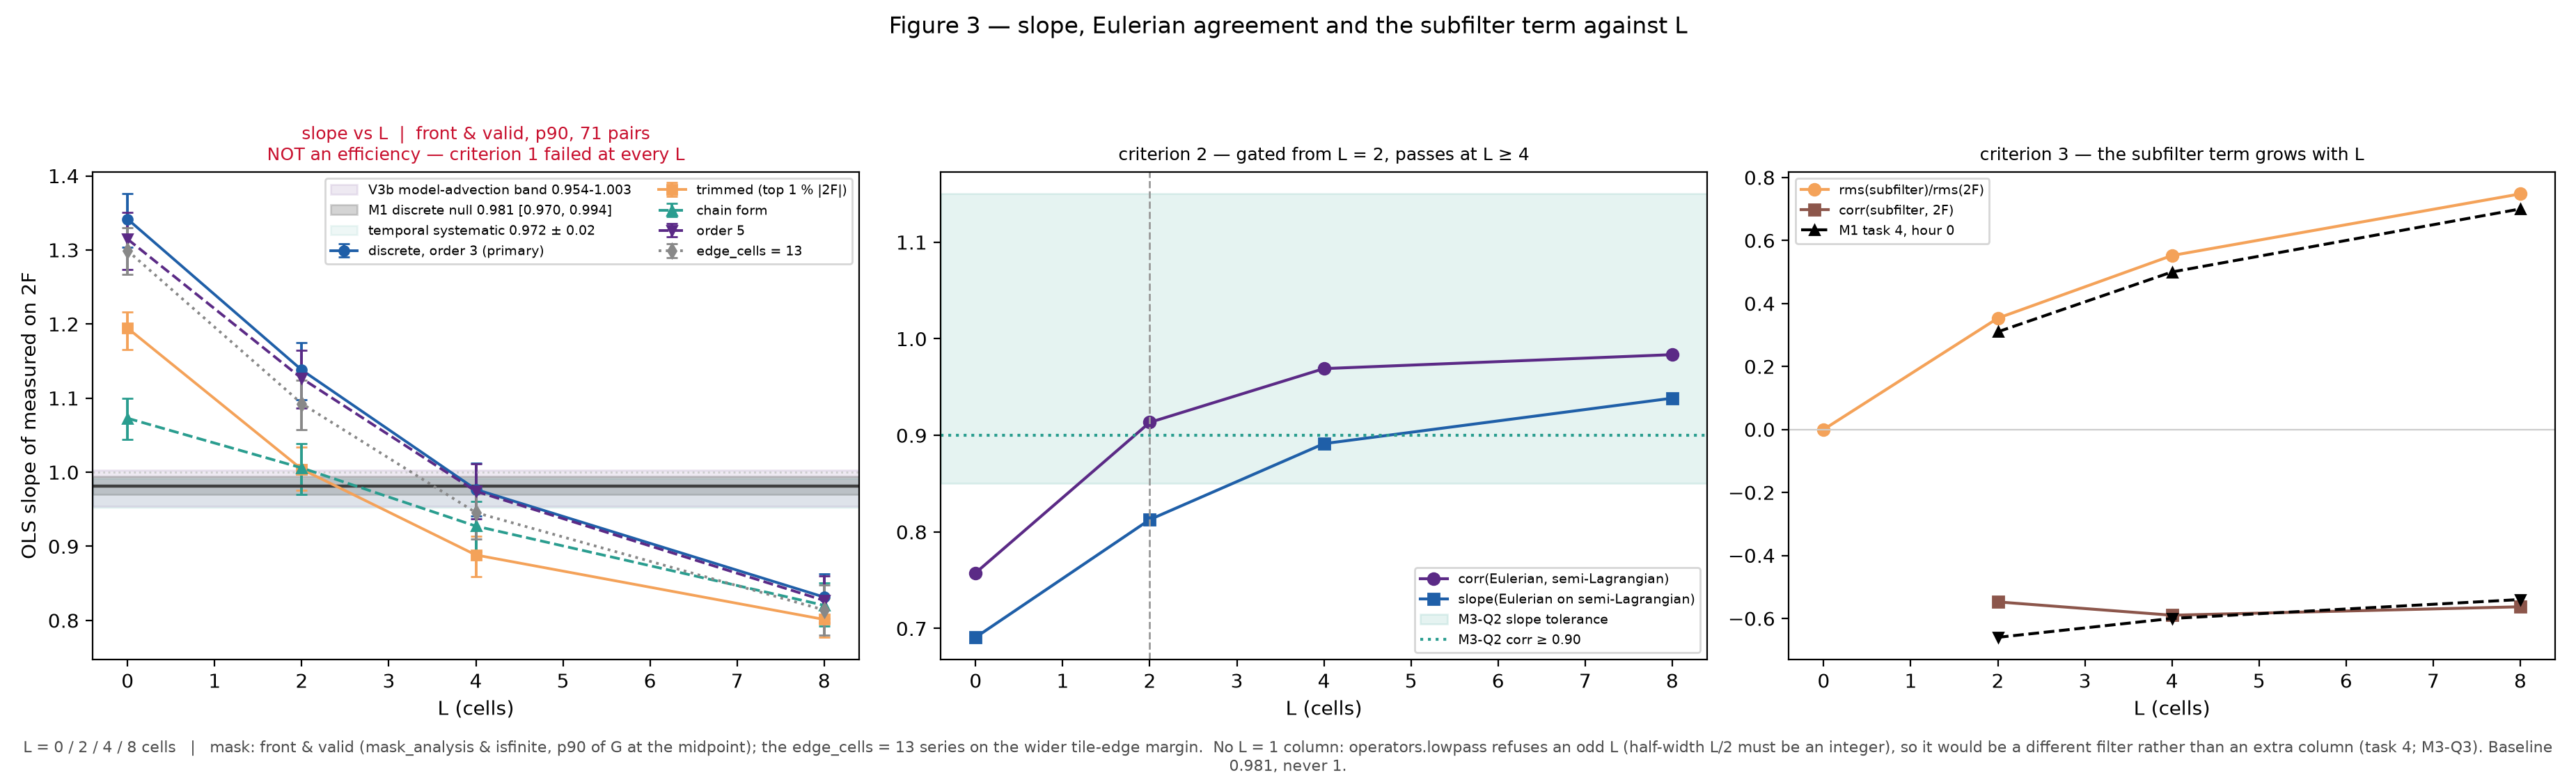 Figure 3 — slope, Eulerian agreement and the subfilter term against L
slope vs L | front & valid, p90, 71 pairs
NOT an efficiency — criterion 1 failed at every L
OLS slope of measured on 2F
1.4
1.3
1.2
1.1
1.0
0.9
0.8
V3b model-advection band 0.954-1.003
M1 discrete null 0.981 [0.970, 0.994]
temporal systematic 0.972 ± 0.02
discrete, order 3 (primary)
trimmed (top 1 % |2F|)
chain form
order 5
edge_cells = 13
0 1 2 3 4 5 6 7 8
L (cells)
criterion 2 — gated from L = 2, passes at L ≥ 4
1.1
1.0
0.9
0.8
0.7
corr(Eulerian, semi-Lagrangian)
slope(Eulerian on semi-Lagrangian)
M3-Q2 slope tolerance
M3-Q2 corr ≥ 0.90
0 1 2 3 4 5 6 7 8
L (cells)
criterion 3 — the subfilter term grows with L
0.8
0.6
0.4
0.2
0.0
−0.2
−0.4
−0.6
rms(subfilter)/rms(2F)
corr(subfilter, 2F)
M1 task 4, hour 0
0 1 2 3 4 5 6 7 8
L (cells)
L = 0 / 2 / 4 / 8 cells | mask: front & valid (mask_analysis & isfinite, p90 of G at the midpoint); the edge_cells = 13 series on the wider tile-edge margin. No L = 1 column: operators.lowpass refuses an odd L (half-width L/2 must be an integer), so it would be a different filter rather than an extra column (task 4; M3-Q3). Baseline
0.981, never 1.